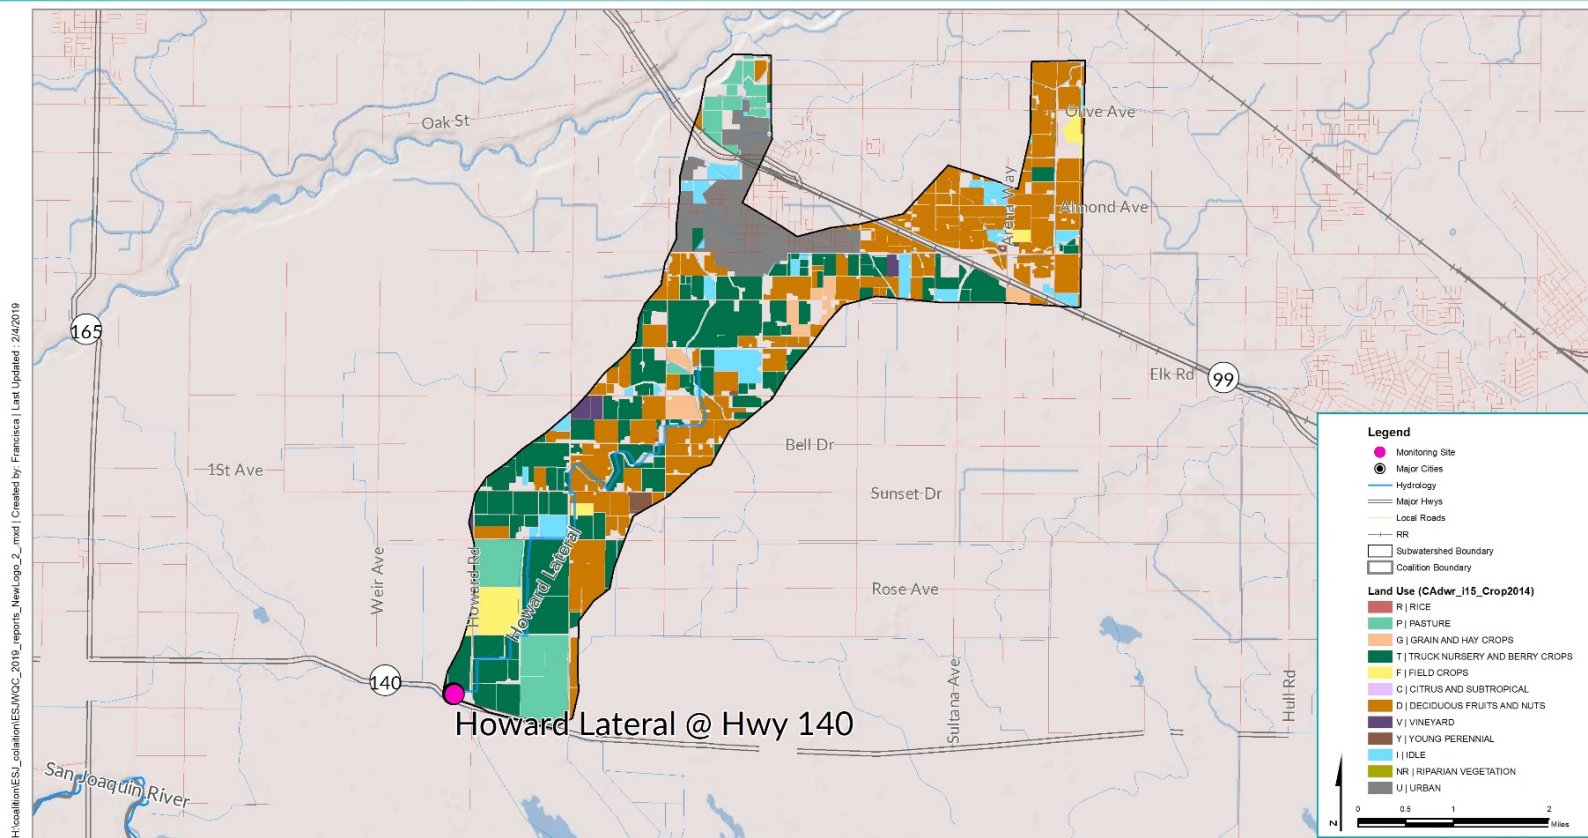 Oak St
Olive Ave
Arena Way
Almond Ave
165
Elk Rd
99
Bell Dr
1St Ave
Sunset Dr
Howard Lateral
Howard Rd
Weir Ave
Rose Ave
140
Sultana Ave
Hull Rd
Howard Lateral @ Hwy 140
San Joaquin River
Legend
Monitoring Site
Major Cities
Hydrology
Major Hwys
Local Roads
RR
Subwatershed Boundary
Coalition Boundary
Land Use (CAdwr_i15_Crop2014)
R | RICE
P | PASTURE
G | GRAIN AND HAY CROPS
T | TRUCK NURSERY AND BERRY CROPS
F | FIELD CROPS
C | CITRUS AND SUBTROPICAL
D | DECIDUOUS FRUITS AND NUTS
V | VINEYARD
Y | YOUNG PERENNIAL
I | IDLE
NR | RIPARIAN VEGETATION
U | URBAN
N
0 0.5 1 2
Miles
H:\coalition\ESJ_colaition\ESJWQC_2019_reports_NewLogo_2_.mxd | Created by: Francisca | Last Updated : 2/4/2019